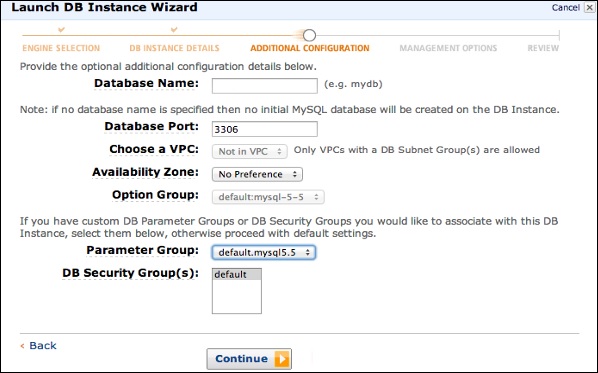 Launch DB Instance Wizard
Cancel
ENGINE SELECTION DB INSTANCE DETAILS ADDITIONAL CONFIGURATION MANAGEMENT OPTIONS REVIEW
Provide the optional additional configuration details below.
Database Name: (e.g. mydb)
Note: if no database name is specified then no initial MySQL database will be created on the DB Instance.
Database Port: 3306
Choose a VPC: Not in VPC Only VPCs with a DB Subnet Group(s) are allowed
Availability Zone: No Preference
Option Group: default:mysql-5-5
If you have custom DB Parameter Groups or DB Security Groups you would like to associate with this DB
Instance, select them below, otherwise proceed with default settings.
Parameter Group: default.mysql5.5
DB Security Group(s): default
‹ Back
Continue